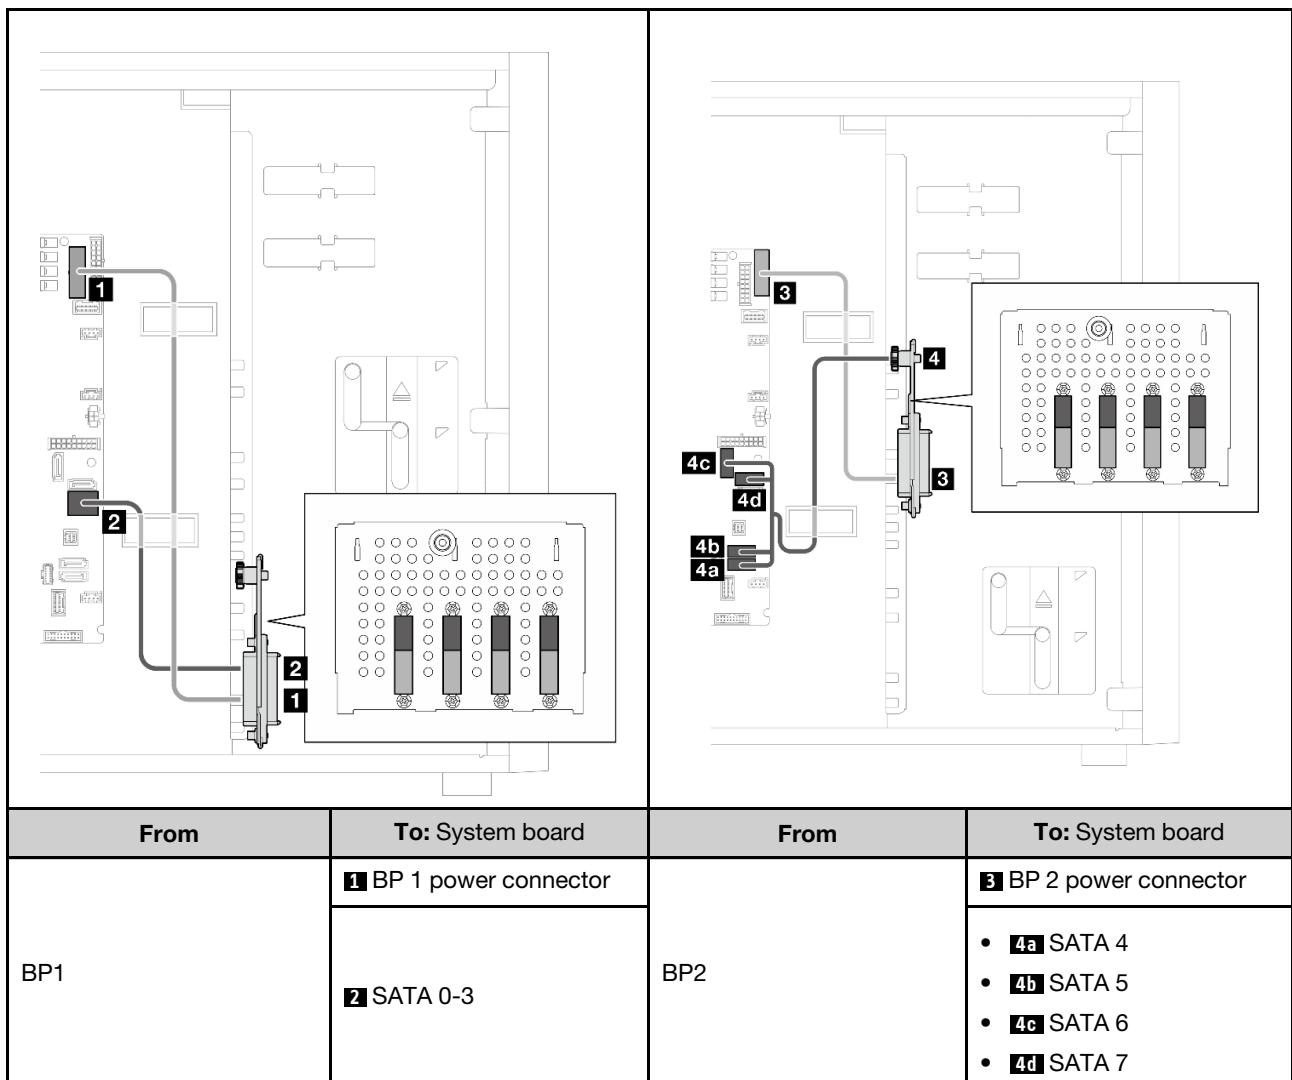 1
2
2
1
3
4
4c
4d
3
4b
4a
From
To: System board
From
To: System board
BP1
1 BP 1 power connector
2 SATA 0-3
BP2
3 BP 2 power connector
• 4a SATA 4
• 4b SATA 5
• 4c SATA 6
• 4d SATA 7